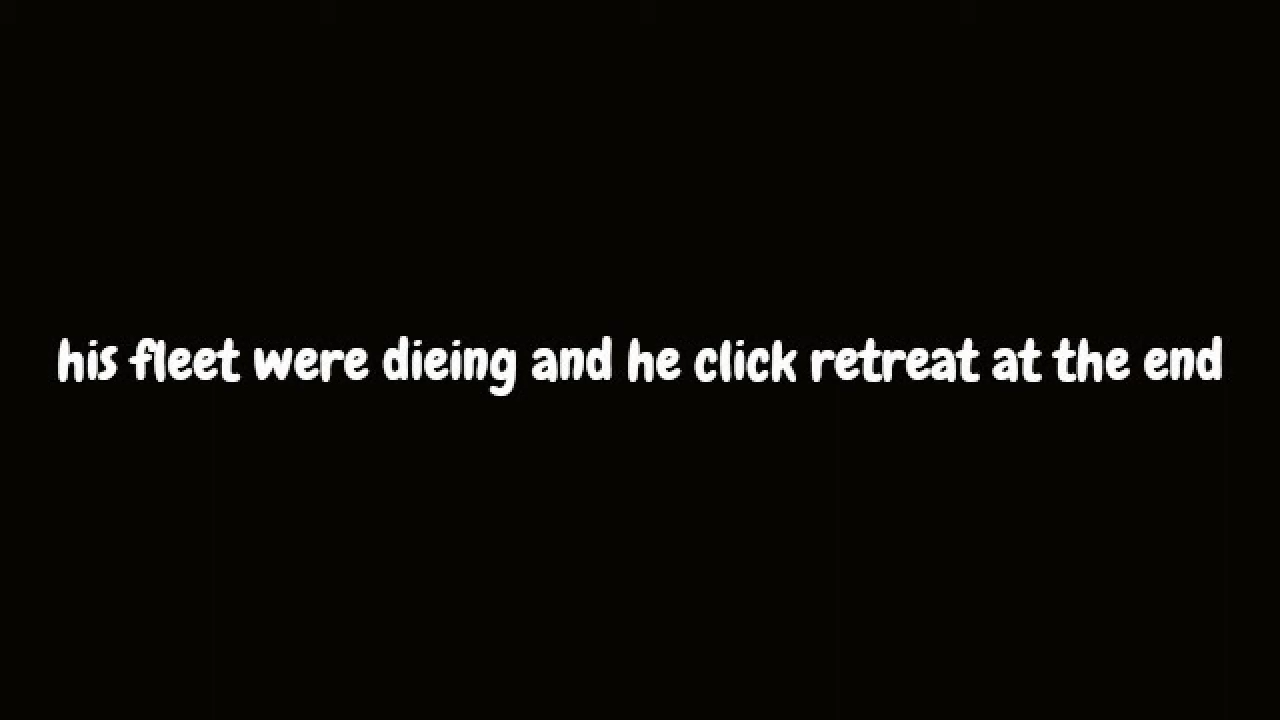 his fleet were dieing and he click retreat at the end